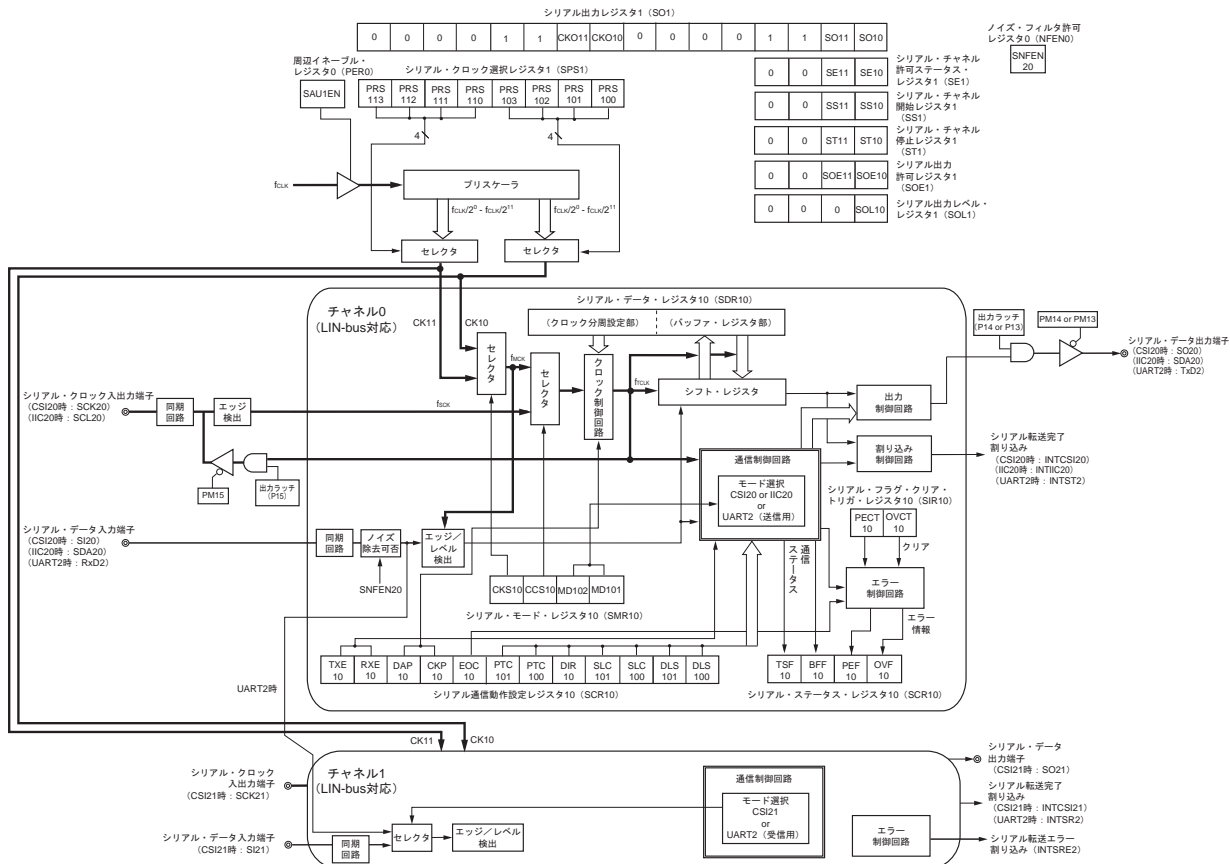 シリアル出力レジスタ1（SO1）
0 0 0 0 1 1 CKO11 CKO10 0 0 0 0 1 1 SO11 SO10
ノイズ・フィルタ許可
レジスタ0（NFEN0）
SNFEN
20
周辺イネーブル・
レジスタ0（PER0）
SAU1EN
シリアル・クロック選択レジスタ1（SPS1）
PRS
113
PRS
112
PRS
111
PRS
110
PRS
103
PRS
102
PRS
101
PRS
100
4
4
0 0 SE11 SE10
シリアル・チャネル
許可ステータス・
レジスタ1（SE1）
0 0 SS11 SS10
シリアル・チャネル
開始レジスタ1
（SS1）
0 0 ST11 ST10
シリアル・チャネル
停止レジスタ1
（ST1）
0 0 SOE11 SOE10
シリアル出力
許可レジスタ1
（SOE1）
0 0 0 SOL10
シリアル出力レベル・
レジスタ1（SOL1）
fCLK
プリスケーラ
fCLK/2⁰ - fCLK/2¹¹
fCLK/2⁰ - fCLK/2¹¹
セレクタ
セレクタ
チャネル0
（LIN-bus対応）
CK11
CK10
シリアル・データ・レジスタ10（SDR10）
（クロック分周設定部）
（バッファ・レジスタ部）
セレクタ
fMCK
セレクタ
クロック制御回路
fTCLK
シフト・レジスタ
出力ラッチ
（P14 or P13）
PM14 or PM13
シリアル・データ出力端子
（CSI20時：SO20）
（IIC20時：SDA20）
（UART2時：TxD2）
シリアル・クロック入出力端子
（CSI20時：SCK20）
（IIC20時：SCL20）
同期
回路
エッジ
検出
fSCK
出力
制御回路
割り込み
制御回路
シリアル転送完了
割り込み
（CSI20時：INTCSI20）
（IIC20時：INTIIC20）
（UART2時：INTST2）
PM15
出力ラッチ
（P15）
通信制御回路
モード選択
CSI20 or IIC20
or
UART2（送信用）
シリアル・フラグ・クリア・
トリガ・レジスタ10（SIR10）
PECT
10
OVCT
10
クリア
シリアル・データ入力端子
（CSI20時：SI20）
（IIC20時：SDA20）
（UART2時：RxD2）
同期
回路
ノイズ
除去可否
エッジ／
レベル
検出
SNFEN20
CKS10 CCS10 MD102 MD101
シリアル・モード・レジスタ10（SMR10）
通信
ステータス
エラー
制御回路
エラー
情報
TXE
10
RXE
10
DAP
10
CKP
10
EOC
10
PTC
101
PTC
100
DIR
10
SLC
101
SLC
100
DLS
101
DLS
100
シリアル通信動作設定レジスタ10（SCR10）
TSF
10
BFF
10
PEF
10
OVF
10
シリアル・ステータス・レジスタ10（SCR10）
UART2時
CK11
CK10
チャネル1
（LIN-bus対応）
シリアル・クロック
入出力端子
（CSI21時：SCK21）
シリアル・データ入力端子
（CSI21時：SI21）
同期
回路
セレクタ
エッジ／レベル
検出
通信制御回路
モード選択
CSI21
or
UART2（受信用）
エラー
制御回路
シリアル・データ
出力端子
（CSI21時：SO21）
シリアル転送完了
割り込み
（CSI21時：INTCSI21）
（UART2時：INTSR2）
シリアル転送エラー
割り込み（INTSRE2）